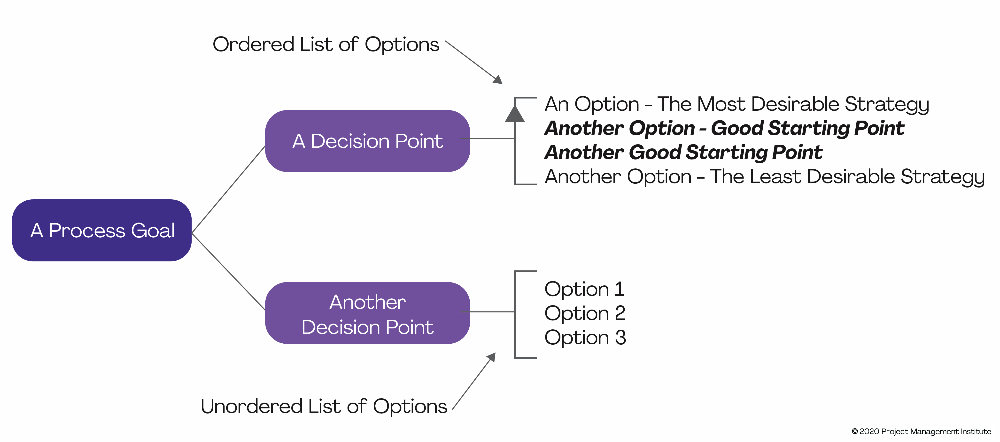 Ordered List of Options
An Option – The Most Desirable Strategy
Another Option - Good Starting Point
Another Good Starting Point
Another Option – The Least Desirable Strategy
A Decision Point
A Process Goal
Another
Decision Point
Option 1
Option 2
Option 3
Unordered List of Options
© 2020 Project Management Institute